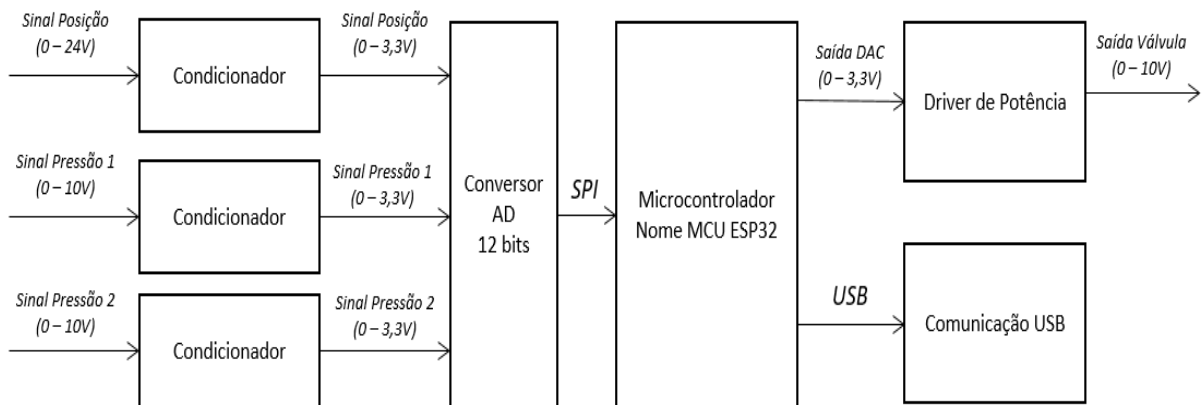 Sinal Posição
(0 – 24V)
Condicionador
Sinal Posição
(0 – 3,3V)
Sinal Pressão 1
(0 – 10V)
Condicionador
Sinal Pressão 1
(0 – 3,3V)
Sinal Pressão 2
(0 – 10V)
Condicionador
Sinal Pressão 2
(0 – 3,3V)
Conversor
AD
12 bits
SPI
Microcontrolador
Nome MCU ESP32
Saída DAC
(0 – 3,3V)
Driver de Potência
Saída Válvula
(0 – 10V)
USB
Comunicação USB